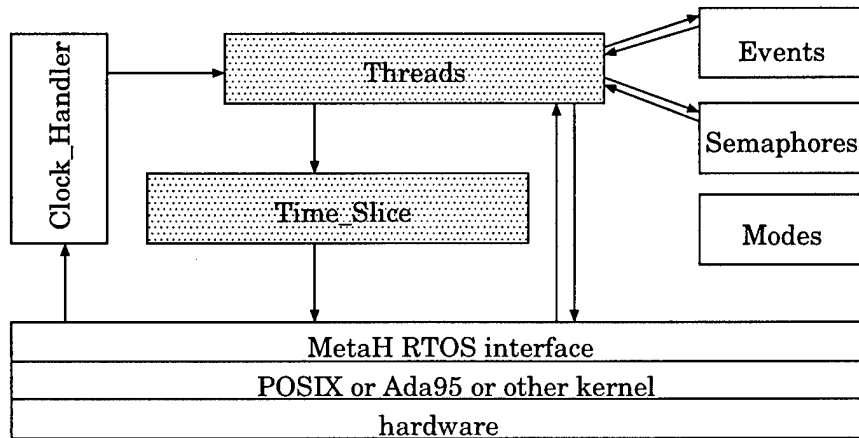 Events
Threads
Clock_Handler
Semaphores
Time_Slice
Modes
MetaH RTOS interface
POSIX or Ada95 or other kernel
hardware